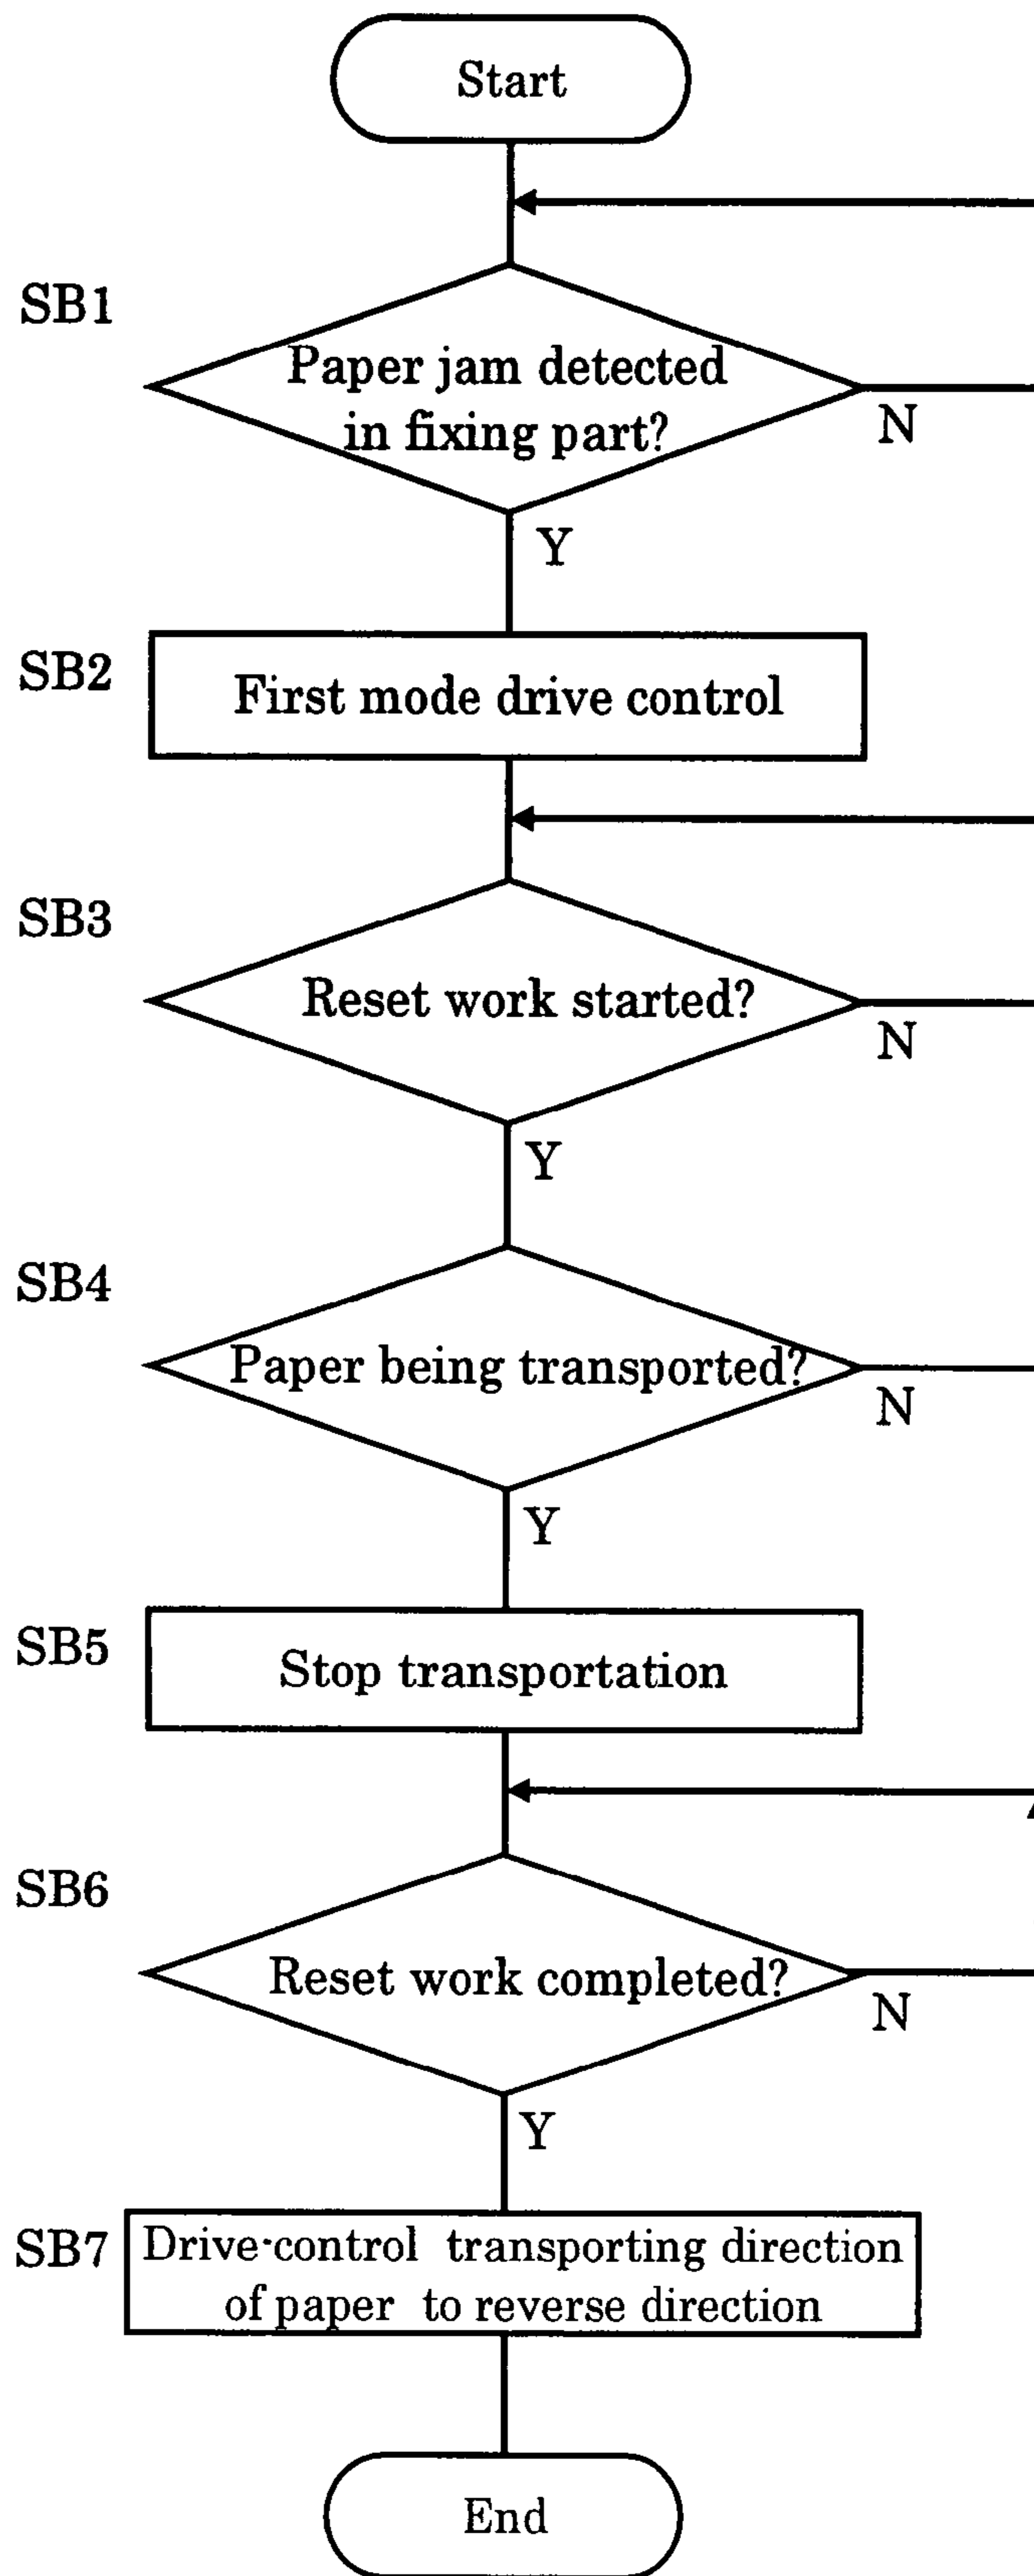 Start
SB1
Paper jam detected
in fixing part?
N
Y
SB2
First mode drive control
SB3
Reset work started?
N
Y
SB4
Paper being transported?
N
Y
SB5
Stop transportation
SB6
Reset work completed?
N
Y
SB7
Drive-control transporting direction
of paper to reverse direction
End